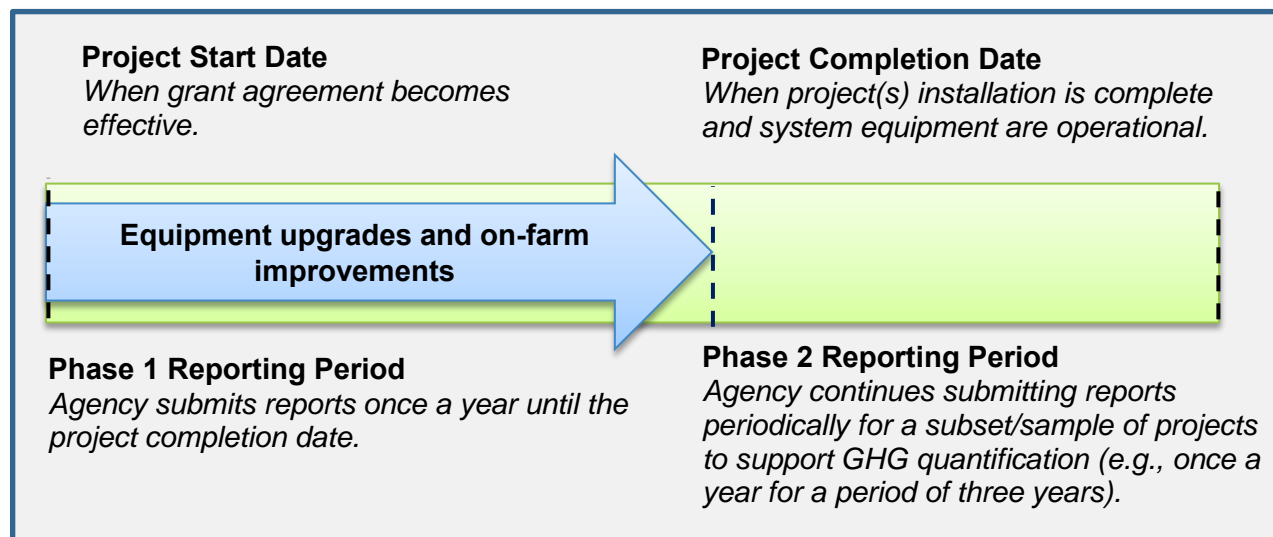 Project Start Date
When grant agreement becomes
effective.
Project Completion Date
When project(s) installation is complete
and system equipment are operational.
Equipment upgrades and on-farm
improvements
Phase 1 Reporting Period
Agency submits reports once a year until the
project completion date.
Phase 2 Reporting Period
Agency continues submitting reports
periodically for a subset/sample of projects
to support GHG quantification (e.g., once a
year for a period of three years).